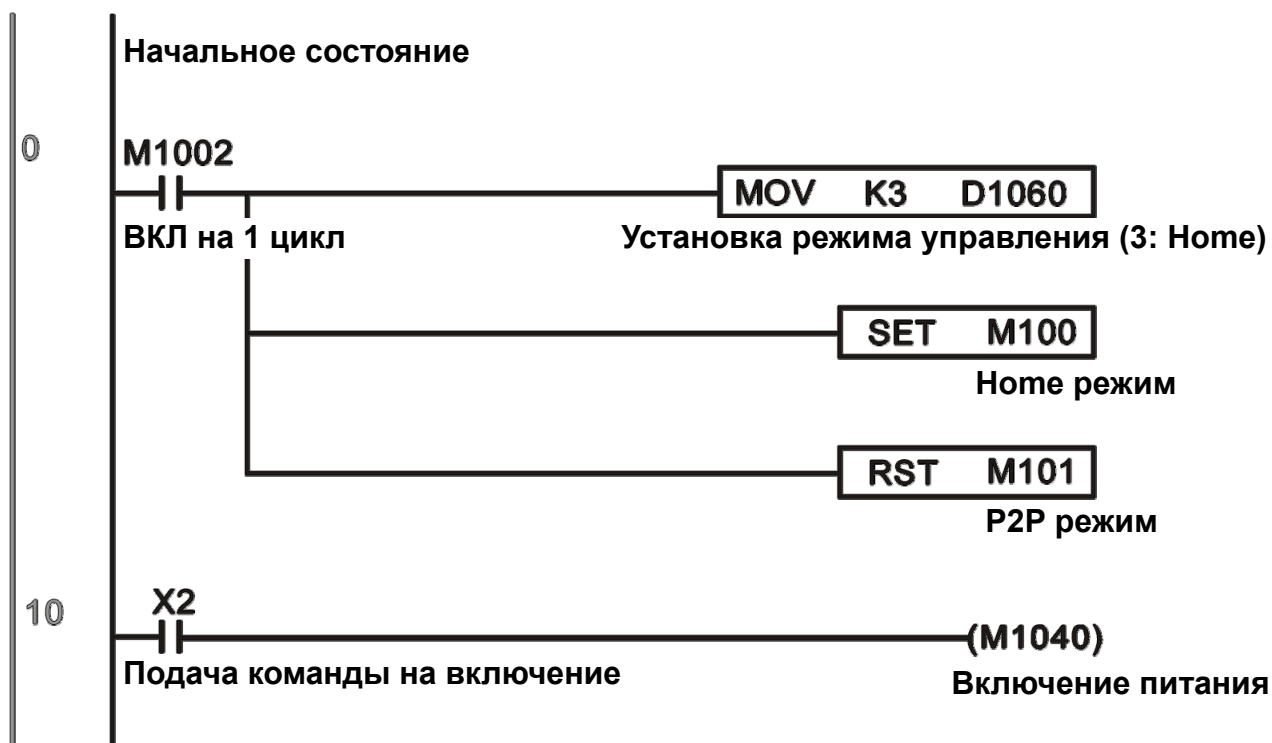 Начальное состояние
0
M1002
MOV K3 D1060
ВКЛ на 1 цикл
Установка режима управления (3: Home)
SET M100
Home режим
RST M101
P2P режим
10
X2
(M1040)
Подача команды на включение
Включение питания